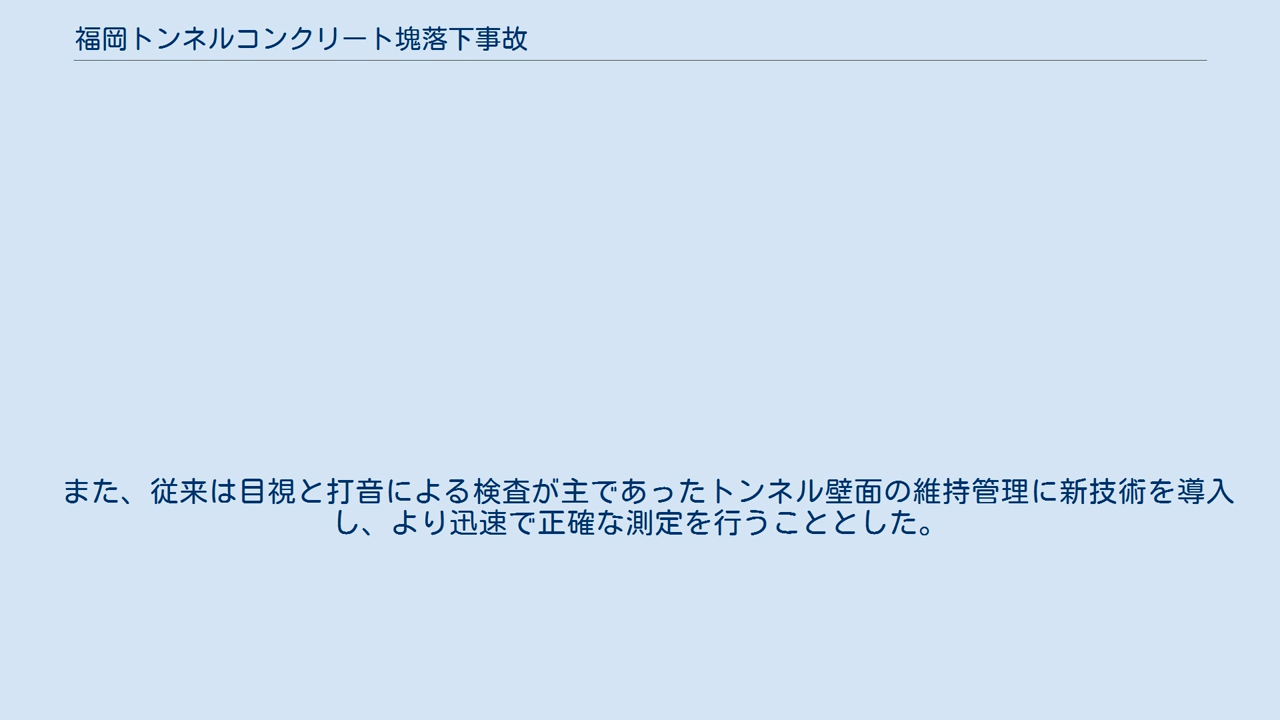 福岡トンネルコンクリート塊落下事故
また、従来は目視と打音による検査が主であったトンネル壁面の維持管理に新技術を導入
し、より迅速で正確な測定を行うこととした。